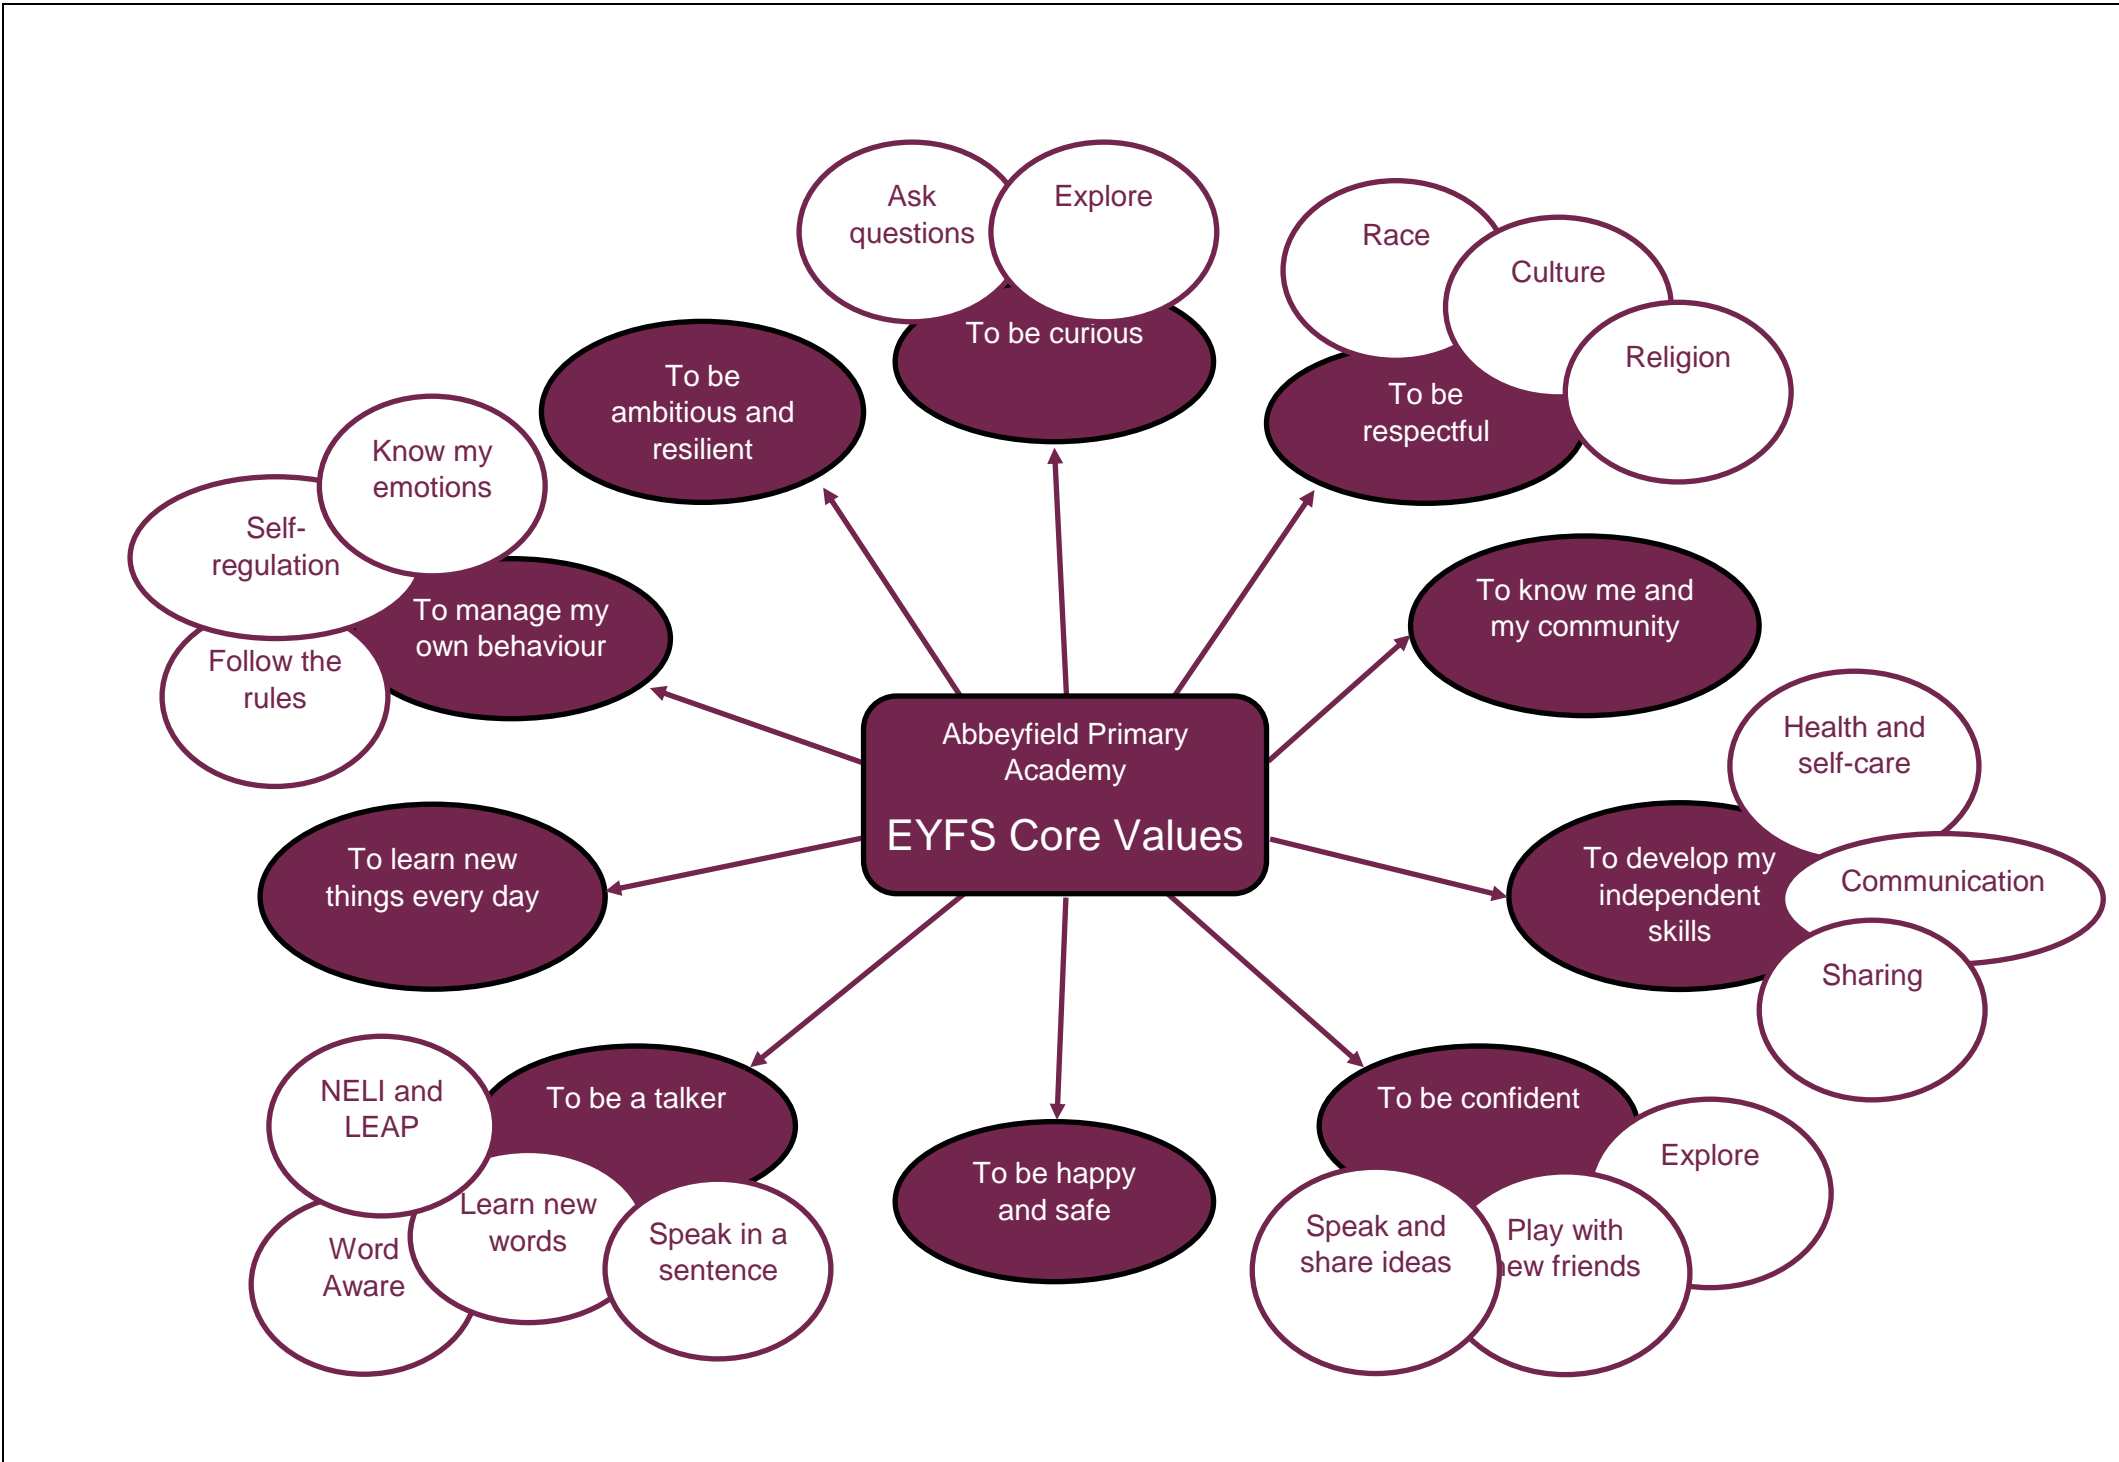 Ask
questions
Explore
Race
Culture
Religion
To be curious
To be
ambitious and
resilient
To be
respectful
Know my
emotions
Self-
regulation
Follow the
rules
To manage my
own behaviour
To know me and
my community
Abbeyfield Primary
Academy
EYFS Core Values
Health and
self-care
To develop my
independent
skills
Communication
Sharing
To learn new
things every day
NELI and
LEAP
To be a talker
Learn new
words
Word
Aware
Speak in a
sentence
To be happy
and safe
To be confident
Explore
Speak and
share ideas
Play with
new friends